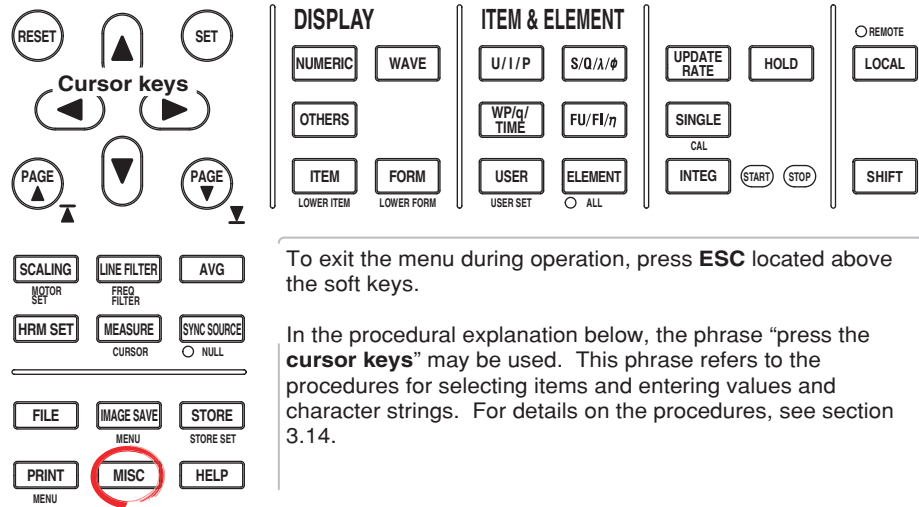 RESET
SET
Cursor keys
PAGE
PAGE
DISPLAY
NUMERIC
WAVE
OTHERS
ITEM
FORM
LOWER ITEM
LOWER FORM
ITEM & ELEMENT
U / I / P
S/Q/λ/ø
WP/q/
TIME
FU/FI/η
USER
ELEMENT
USER SET
ALL
UPDATE
RATE
HOLD
SINGLE
CAL
INTEG
START
STOP
REMOTE
LOCAL
SHIFT
SCALING
LINE FILTER
AVG
MOTOR
SET
FREQ
FILTER
HRM SET
MEASURE
SYNC SOURCE
CURSOR
NULL
FILE
IMAGE SAVE
STORE
MENU
STORE SET
PRINT
MISC
HELP
MENU
To exit the menu during operation, press ESC located above
the soft keys.
In the procedural explanation below, the phrase “press the
cursor keys” may be used. This phrase refers to the
procedures for selecting items and entering values and
character strings. For details on the procedures, see section
3.14.